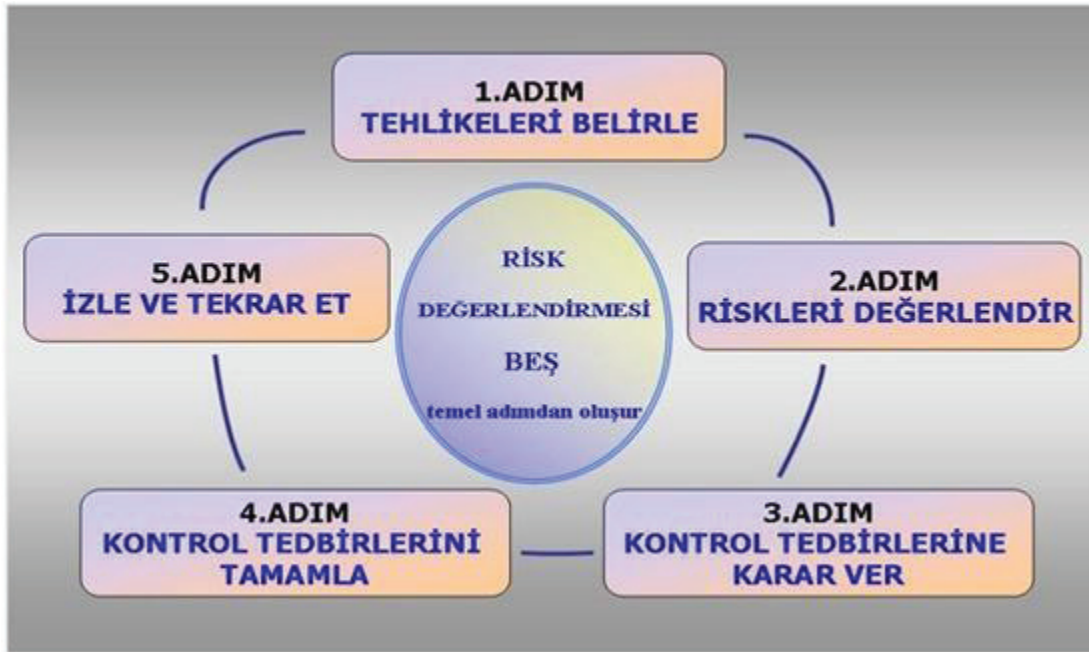 1.ADIM
TEHLİKELERİ BELİRLE
2.ADIM
RİSKLERİ DEĞERLENDİR
3.ADIM
KONTROL TEDBİRLERİNE
KARAR VER
4.ADIM
KONTROL TEDBİRLERİNİ
TAMAMLA
5.ADIM
İZLE VE TEKRAR ET
RİSK
DEĞERLENDİRMESİ
BEŞ
temel adımdan oluşur